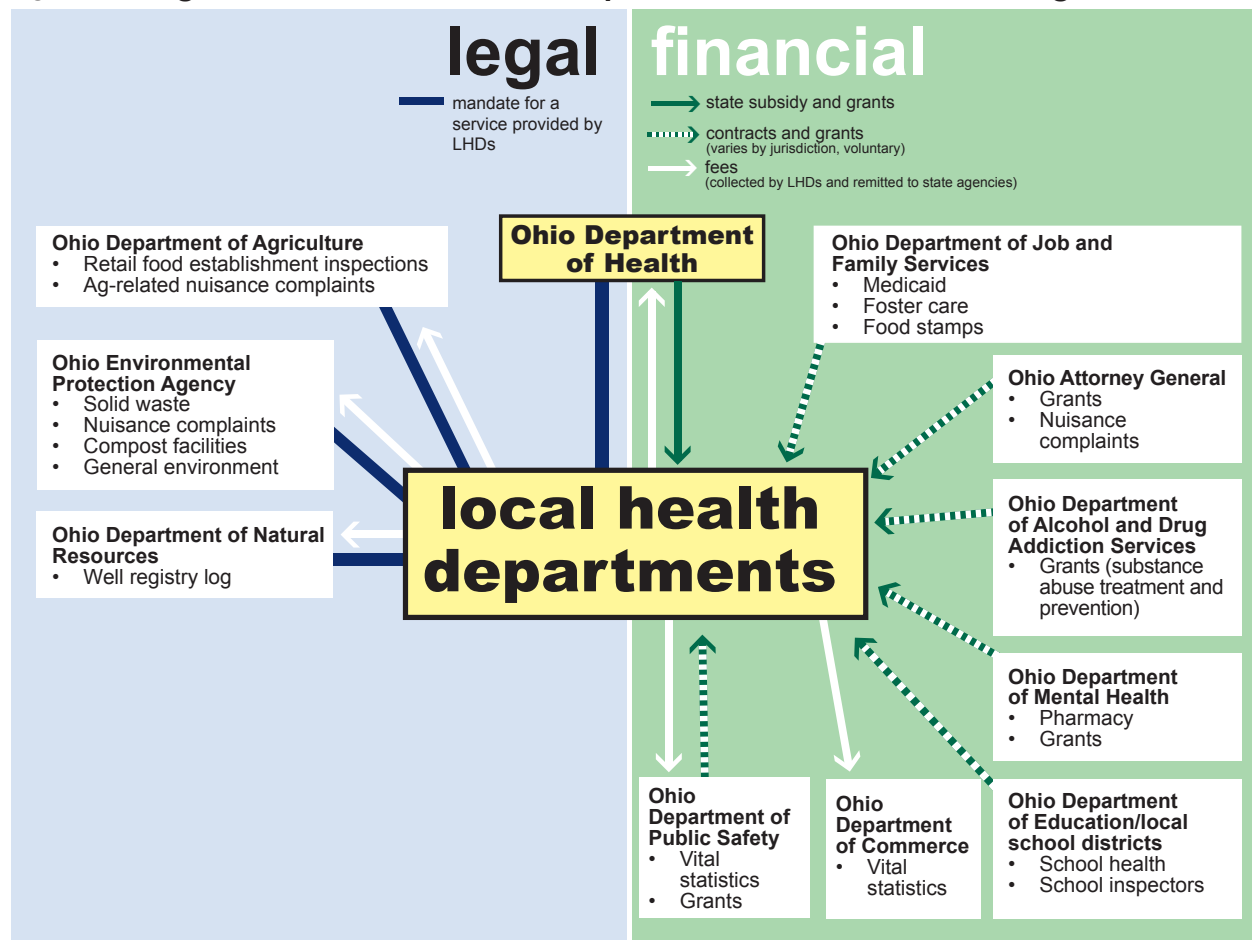 legal
mandate for a
service provided by
LHDs
financial
state subsidy and grants
contracts and grants
(varies by jurisdiction, voluntary)
fees
(collected by LHDs and remitted to state agencies)
Ohio Department of Agriculture
• Retail food establishment inspections
• Ag-related nuisance complaints
Ohio Environmental
Protection Agency
• Solid waste
• Nuisance complaints
• Compost facilities
• General environment
Ohio Department of Natural
Resources
• Well registry log
Ohio Department
of Health
local health
departments
Ohio Department of Job and
Family Services
• Medicaid
• Foster care
• Food stamps
Ohio Attorney General
• Grants
• Nuisance
complaints
Ohio Department
of Alcohol and Drug
Addiction Services
• Grants (substance
abuse treatment and
prevention)
Ohio Department
of Mental Health
• Pharmacy
• Grants
Ohio
Department of
Public Safety
• Vital
statistics
• Grants
Ohio
Department
of Commerce
• Vital
statistics
Ohio Department
of Education/local
school districts
• School health
• School inspectors